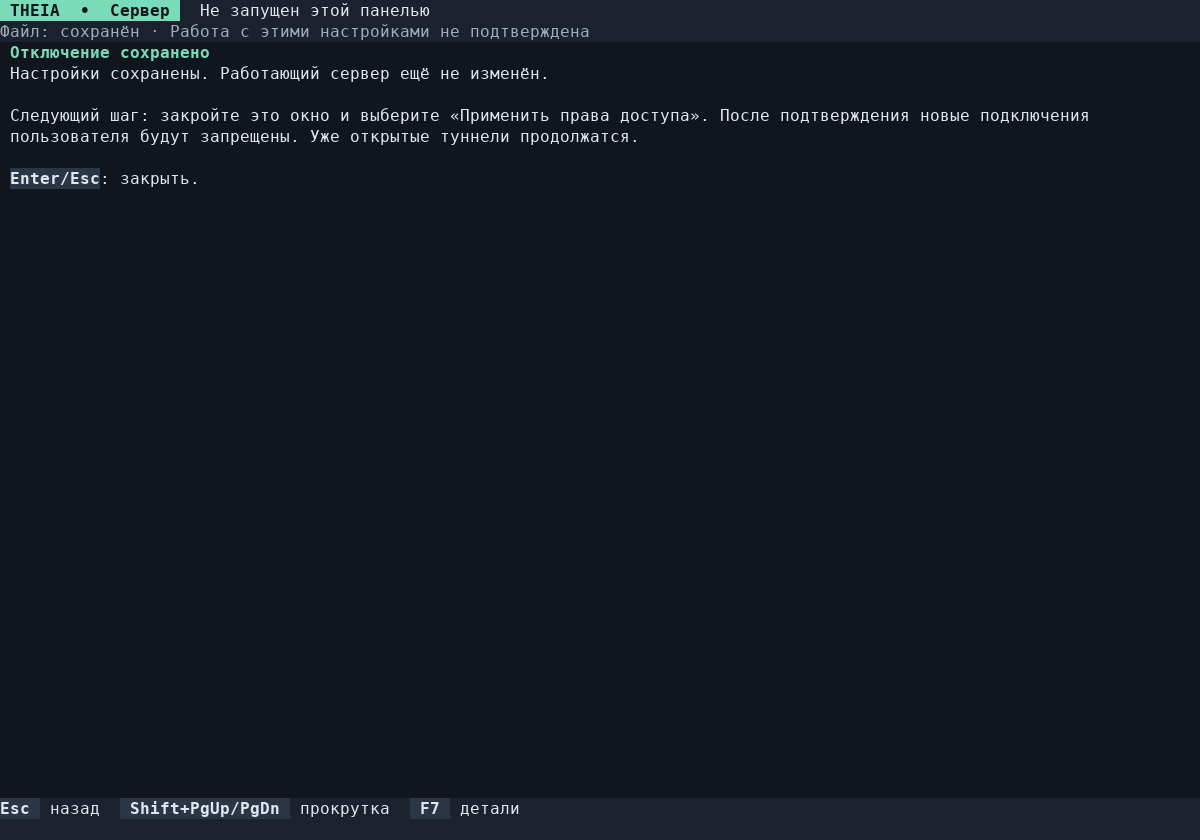 THEIA • Сервер Не запущен этой панелью
Файл: сохранён · Работа с этими настройками не подтверждена
Отключение сохранено
Настройки сохранены. Работающий сервер ещё не изменён.
Следующий шаг: закройте это окно и выберите «Применить права доступа». После подтверждения новые подключения
пользователя будут запрещены. Уже открытые туннели продолжатся.
Enter/Esc: закрыть.
Esc назад Shift+PgUp/PgDn прокрутка F7 детали